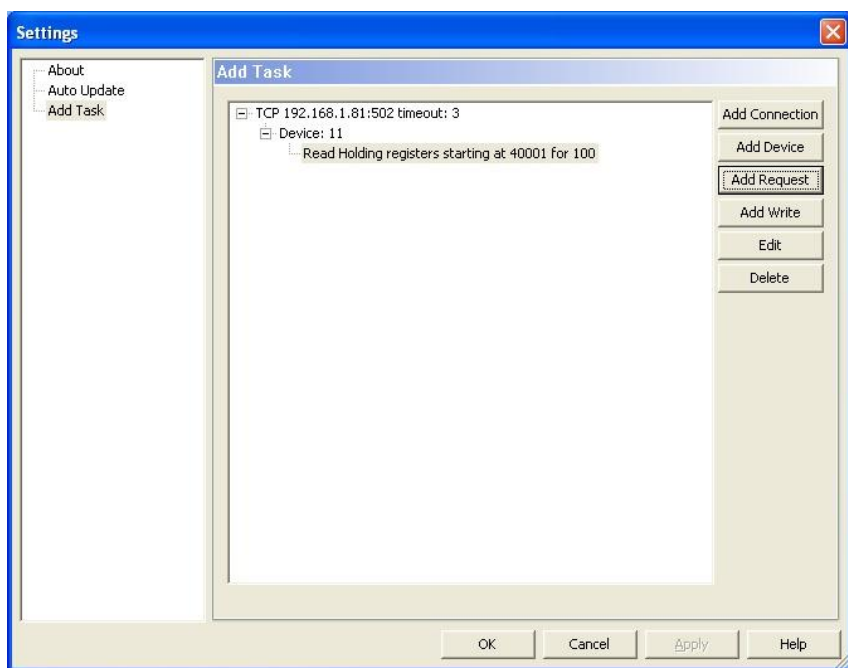 Settings
About
Auto Update
Add Task
Add Task
TCP 192.168.1.81:502 timeout: 3
Device: 11
Read Holding registers starting at 40001 for 100
Add Connection
Add Device
Add Request
Add Write
Edit
Delete
OK
Cancel
Apply
Help